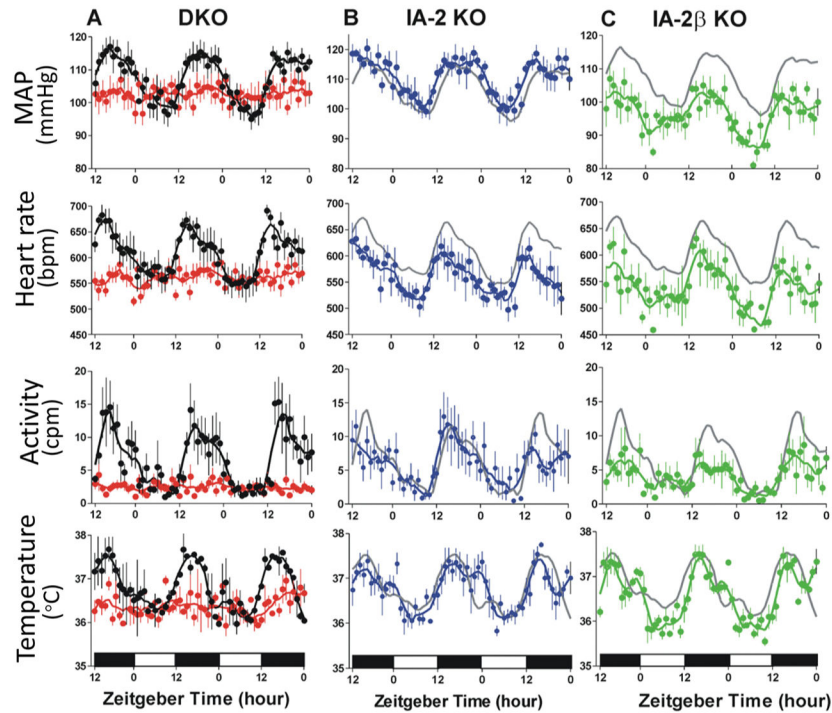 A DKO B IA-2 KO C IA-2β KO
MAP
(mmHg)
120
110
100
90
80
12 0 12 0 12 0
120
110
100
90
80
12 0 12 0 12 0
120
110
100
90
80
12 0 12 0 12 0
Heart rate
(bpm)
700
650
600
550
500
450
12 0 12 0 12 0
700
650
600
550
500
450
12 0 12 0 12 0
700
650
600
550
500
450
12 0 12 0 12 0
Activity
(cpm)
20
15
10
5
0
12 0 12 0 12 0
20
15
10
5
0
12 0 12 0 12 0
20
15
10
5
0
12 0 12 0 12 0
Temperature
(°C)
38
37
36
35
12 0 12 0 12 0
38
37
36
35
12 0 12 0 12 0
38
37
36
35
12 0 12 0 12 0
Zeitgeber Time (hour) Zeitgeber Time (hour) Zeitgeber Time (hour)